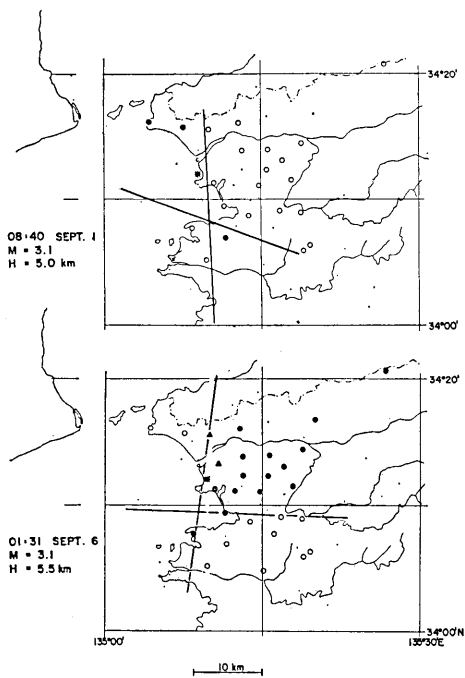 34°20'
08:40 SEPT. 1
M = 3.1
H = 5.0 km
34°00'
34°20'
01:31 SEPT. 6
M = 3.1
H = 5.5 km
34°00'N
135°00'
135°30'E
10 km